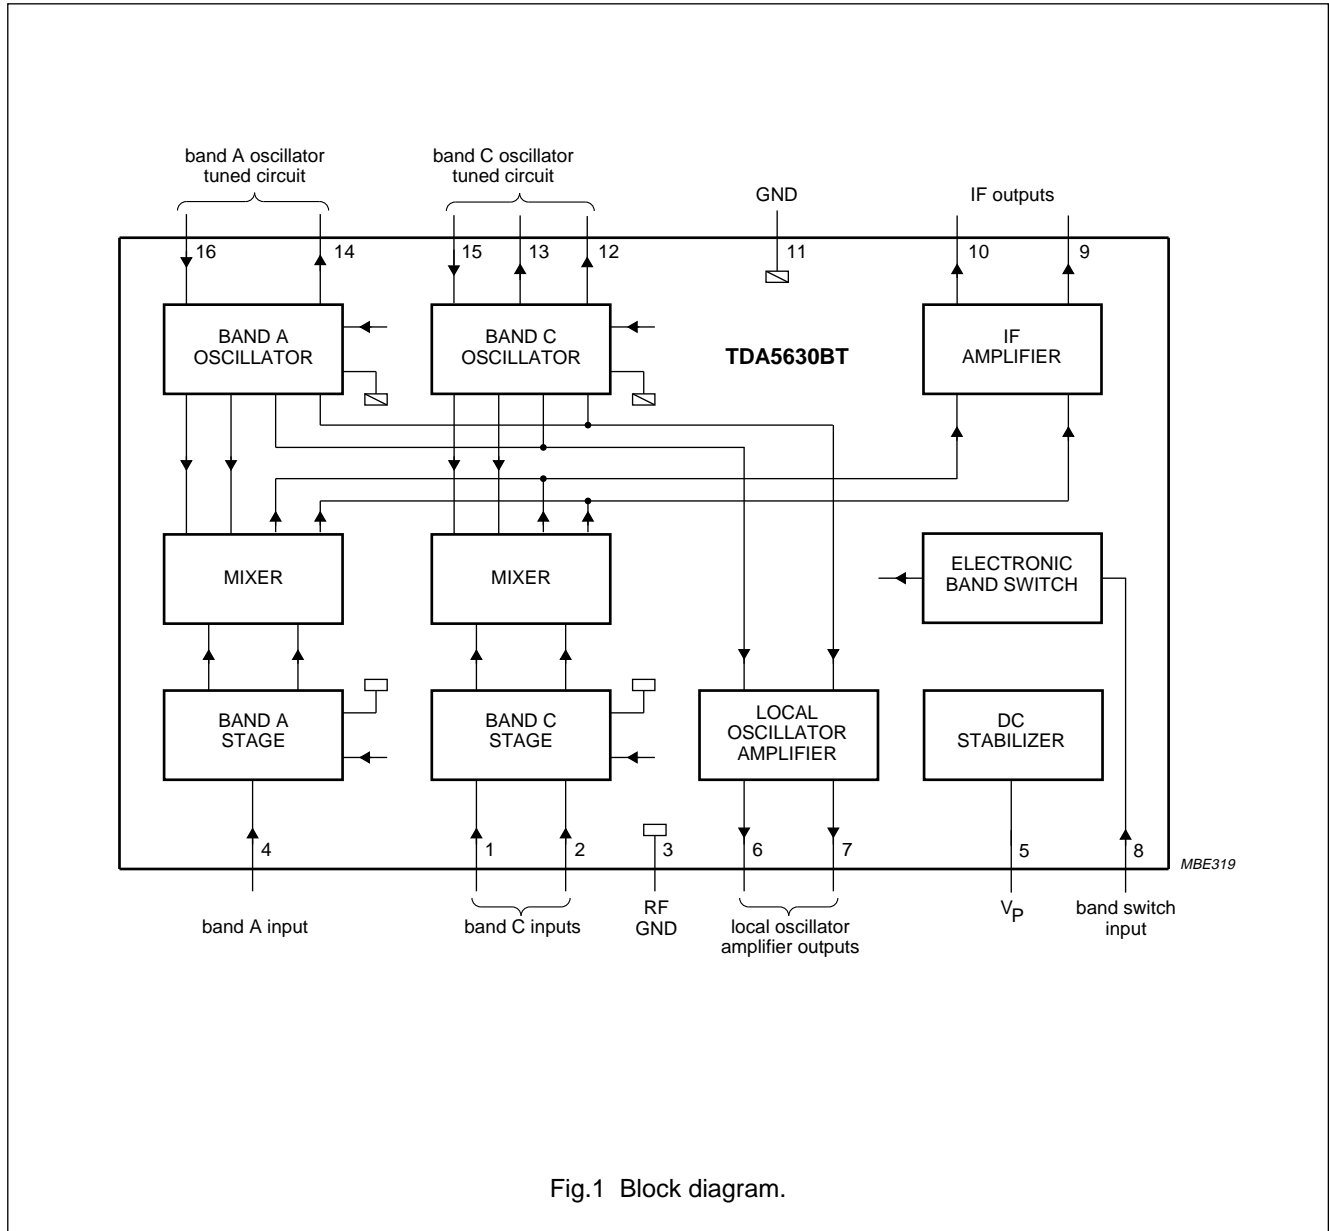 band A oscillator
tuned circuit
band C oscillator
tuned circuit
GND
IF outputs
16
14
15
13
12
11
10
9
BAND A
OSCILLATOR
BAND C
OSCILLATOR
TDA5630BT
IF
AMPLIFIER
MIXER
MIXER
ELECTRONIC
BAND SWITCH
BAND A
STAGE
BAND C
STAGE
LOCAL
OSCILLATOR
AMPLIFIER
DC
STABILIZER
4
1
2
3
6
7
5
8
MBE319
band A input
band C inputs
RF
GND
local oscillator
amplifier outputs
VP
band switch
input
Fig.1 Block diagram.